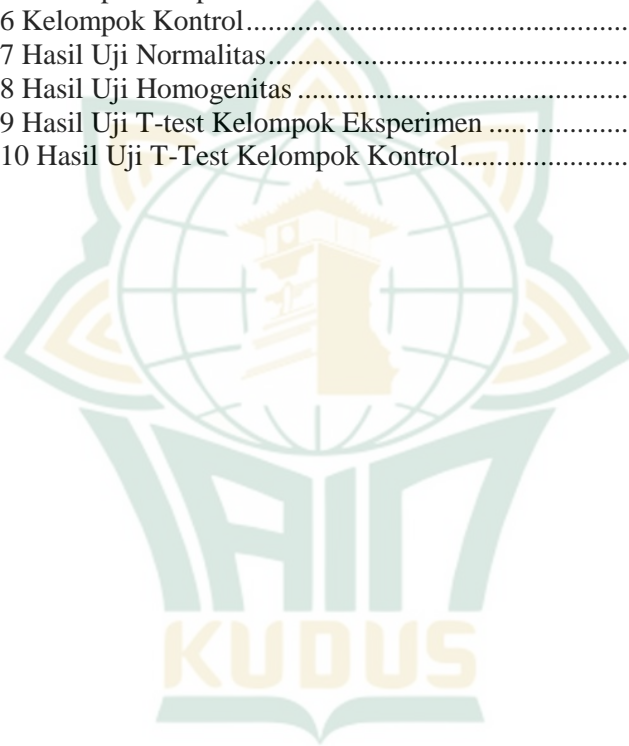 6 Kelompok Kontrol
7 Hasil Uji Normalitas
8 Hasil Uji Homogenitas
9 Hasil Uji T-test Kelompok Eksperimen
10 Hasil Uji T-Test Kelompok Kontrol
IAIN
KUDUS